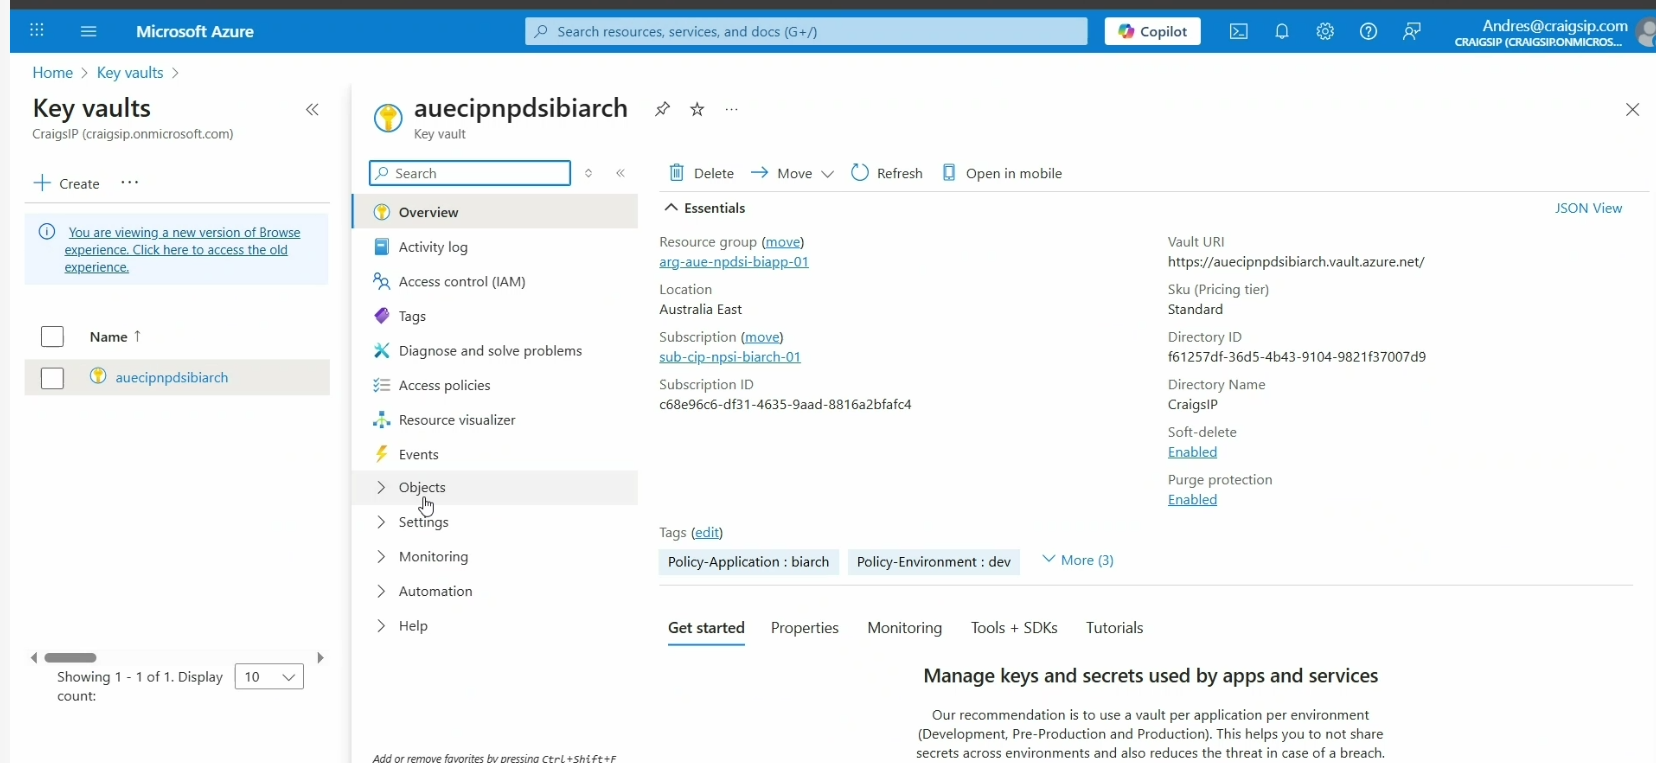 Microsoft Azure
Search resources, services, and docs (G+/)
Copilot
Andres@craigsip.com
CRAIGSIP (CRAIGSIP.ONMICROS...
Home > Key vaults >
Key vaults
CraigsIP (craigsip.onmicrosoft.com)
Create
You are viewing a new version of Browse
experience. Click here to access the old
experience.
Name ↑
auecipnpdsibiarch
Showing 1 - 1 of 1. Display
count:
10
auecipnpdsibiarch
Key vault
Search
Overview
Activity log
Access control (IAM)
Tags
Diagnose and solve problems
Access policies
Resource visualizer
Events
Objects
Settings
Monitoring
Automation
Help
Add or remove favorites by pressing Ctrl+Shift+F
Delete
Move
Refresh
Open in mobile
Essentials
JSON View
Resource group (move)
arg-aue-npdsi-biapp-01
Location
Australia East
Subscription (move)
sub-cip-npsi-biarch-01
Subscription ID
c68e96c6-df31-4635-9aad-8816a2bfafc4
Vault URI
https://auecipnpdsibiarch.vault.azure.net/
Sku (Pricing tier)
Standard
Directory ID
f61257df-36d5-4b43-9104-9821f37007d9
Directory Name
CraigsIP
Soft-delete
Enabled
Purge protection
Enabled
Tags (edit)
Policy-Application : biarch
Policy-Environment : dev
More (3)
Get started
Properties
Monitoring
Tools + SDKs
Tutorials
Manage keys and secrets used by apps and services
Our recommendation is to use a vault per application per environment
(Development, Pre-Production and Production). This helps you to not share
secrets across environments and also reduces the threat in case of a breach.